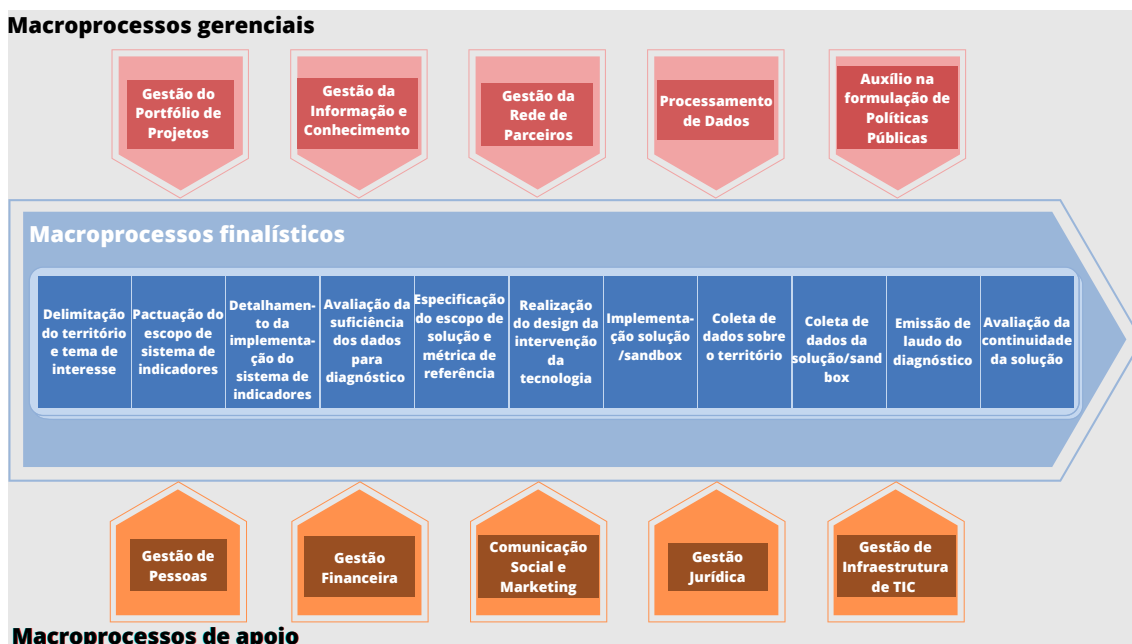 Macroprocessos gerenciais
Gestão do
Portfólio de
Projetos
Gestão da
Informação e
Conhecimento
Gestão da
Rede de
Parceiros
Processamento
de Dados
Auxílio na
formulação de
Políticas
Públicas
Macroprocessos finalísticos
Delimitação
do território
e tema de
interesse
Pactuação do
escopo de
sistema de
indicadores
Detalhamen-
to da
implementa-
ção do
sistema de
indicadores
Avaliação da
suficiência
dos dados
para
diagnóstico
Especificação
do escopo de
solução e
métrica de
referência
Realização
do design da
intervenção
da
tecnologia
Implementa-
ção solução
/sandbox
Coleta de
dados sobre
o território
Coleta de
dados da
solução/sand
box
Emissão de
laudo do
diagnóstico
Avaliação da
continuidade
da solução
Gestão de
Pessoas
Gestão
Financeira
Comunicação
Social e
Marketing
Gestão
Jurídica
Gestão de
Infraestrutura
de TIC
Macroprocessos de apoio